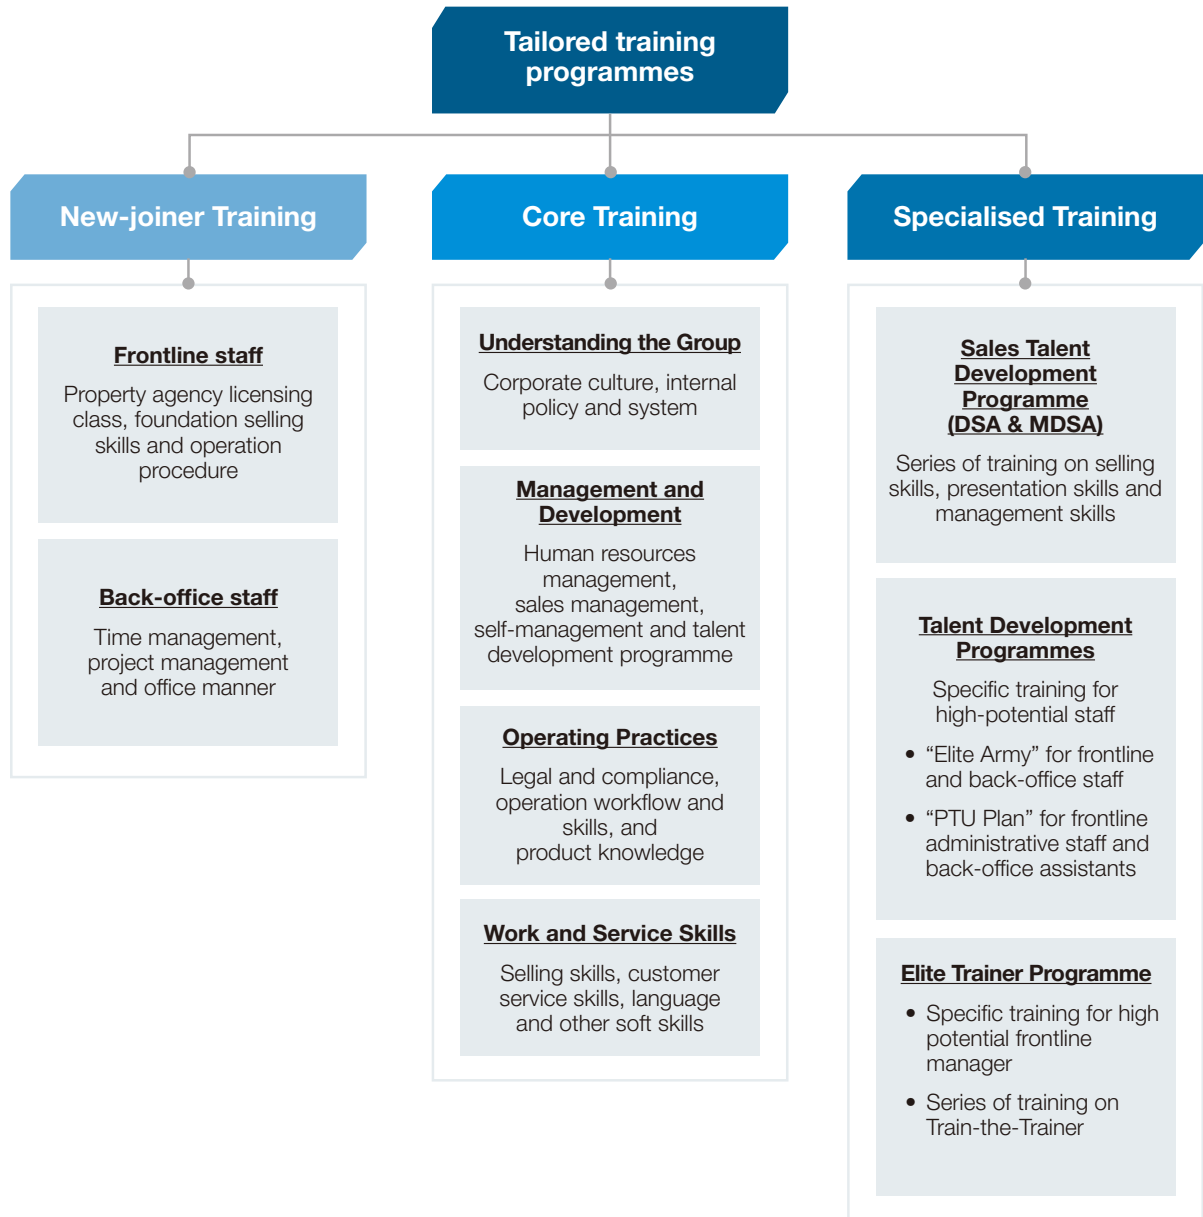 Tailored training
programmes
New-joiner Training
Frontline staff
Property agency licensing
class, foundation selling
skills and operation
procedure
Back-office staff
Time management,
project management
and office manner
Core Training
Understanding the Group
Corporate culture, internal
policy and system
Management and
Development
Human resources
management,
sales management,
self-management and talent
development programme
Operating Practices
Legal and compliance,
operation workflow and
skills, and
product knowledge
Work and Service Skills
Selling skills, customer
service skills, language
and other soft skills
Specialised Training
Sales Talent
Development
Programme
(DSA & MDSA)
Series of training on selling
skills, presentation skills and
management skills
Talent Development
Programmes
Specific training for
high-potential staff
• “Elite Army” for frontline
and back-office staff
• “PTU Plan” for frontline
administrative staff and
back-office assistants
Elite Trainer Programme
• Specific training for high
potential frontline
manager
• Series of training on
Train-the-Trainer